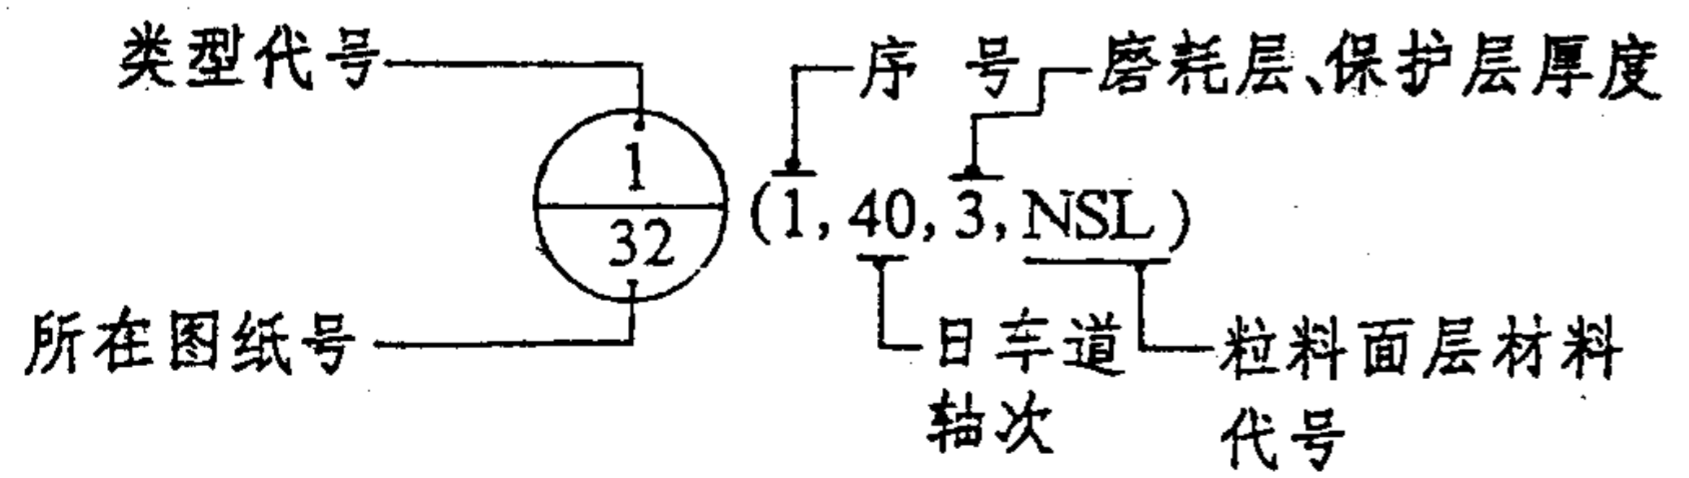 类型代号
序 号
磨耗层、保护层厚度
1
32
(1, 40, 3, NSL)
所在图纸号
日车道
轴次
粒料面层材料
代号